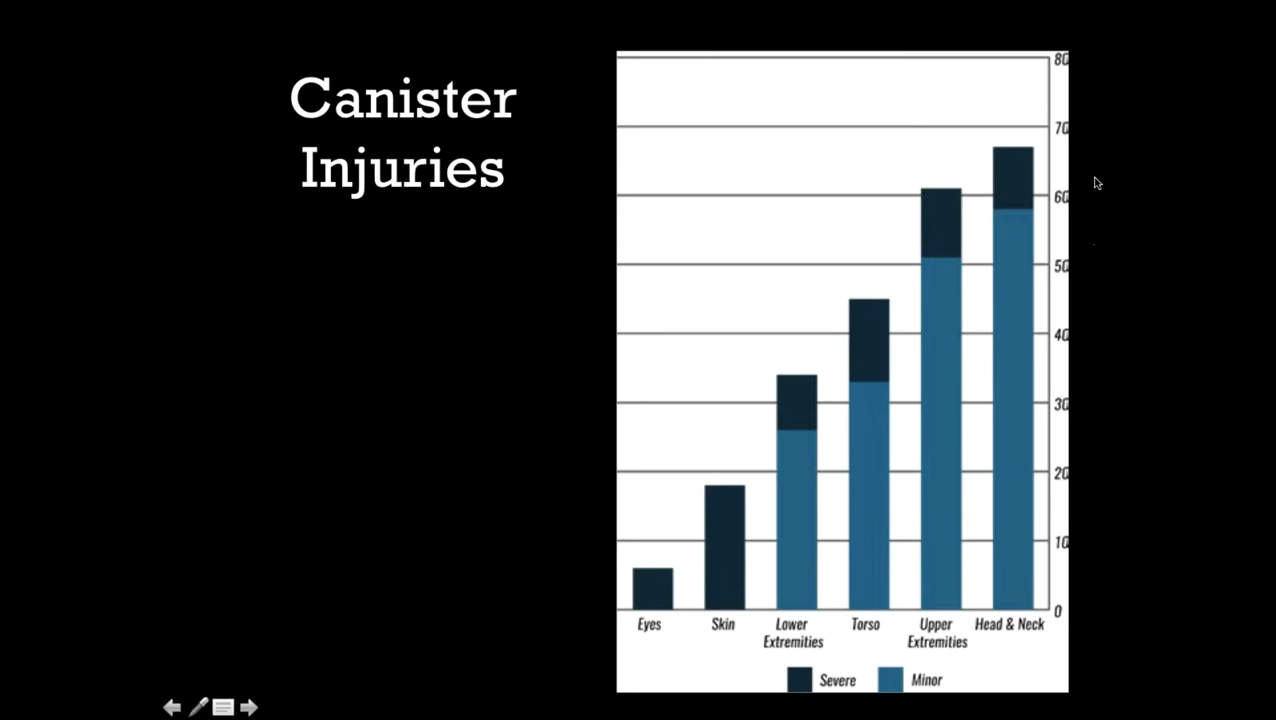 Canister
Injuries
80
70
60
50
40
30
20
10
0
Eyes
Skin
Lower
Extremities
Torso
Upper
Extremities
Head & Neck
Severe
Minor